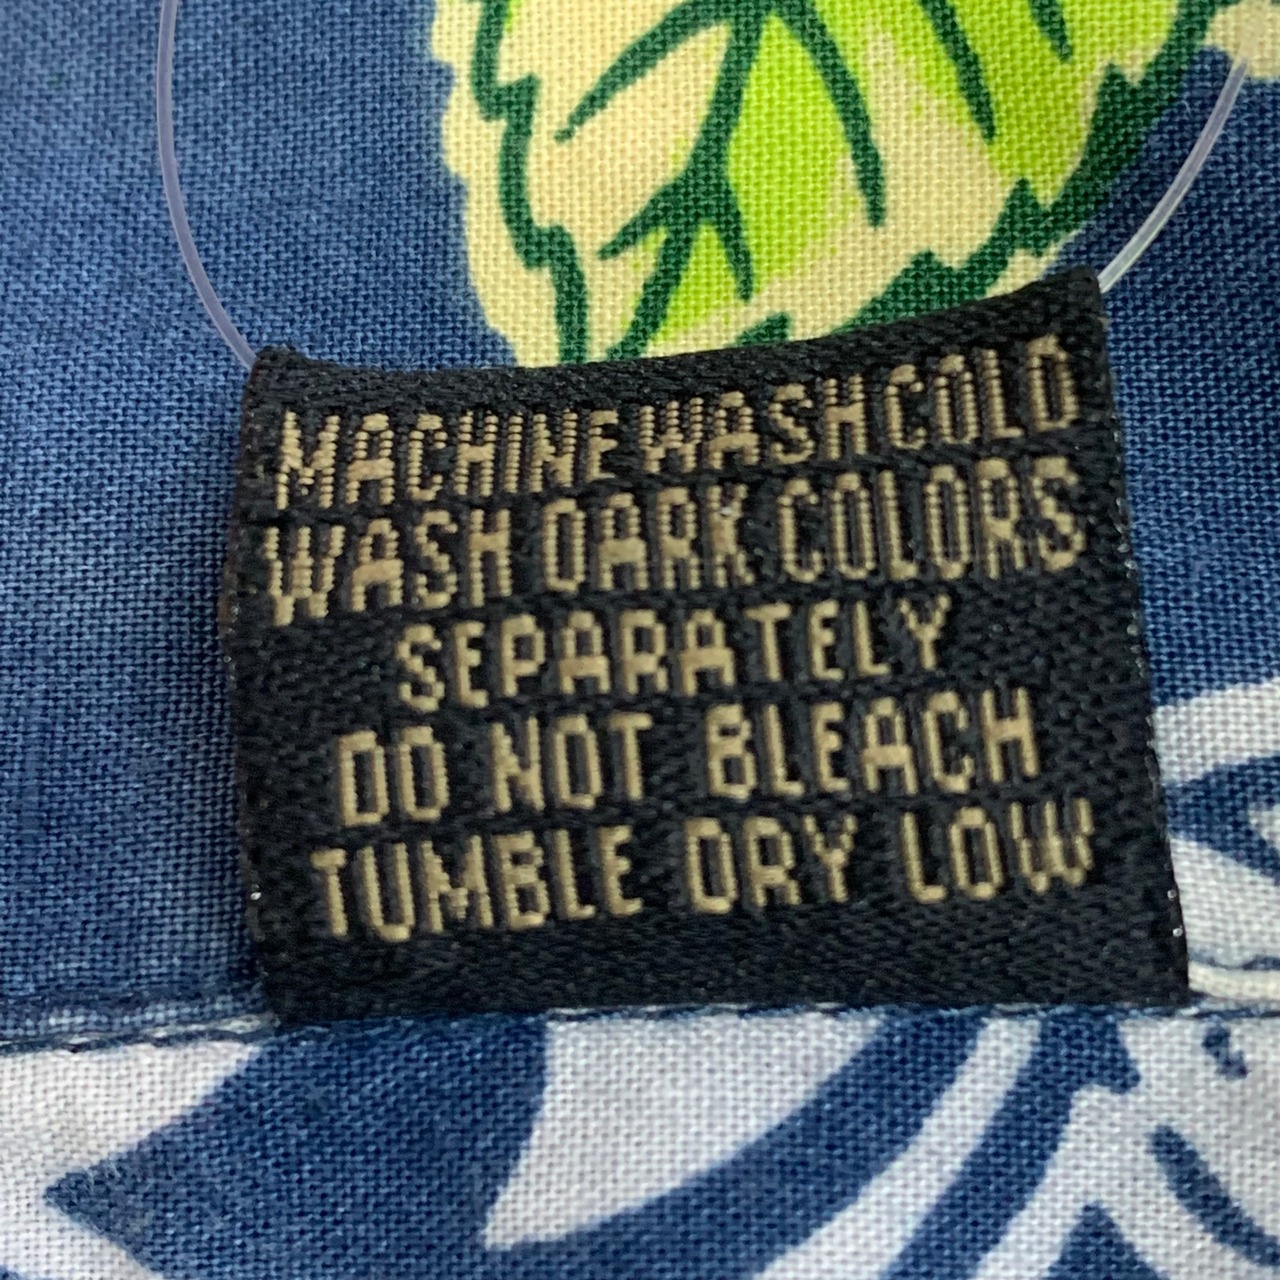 MACHINE WASH COLD
WASH DARK COLORS
SEPARATELY
DO NOT BLEACH
TUMBLE DRY LOW